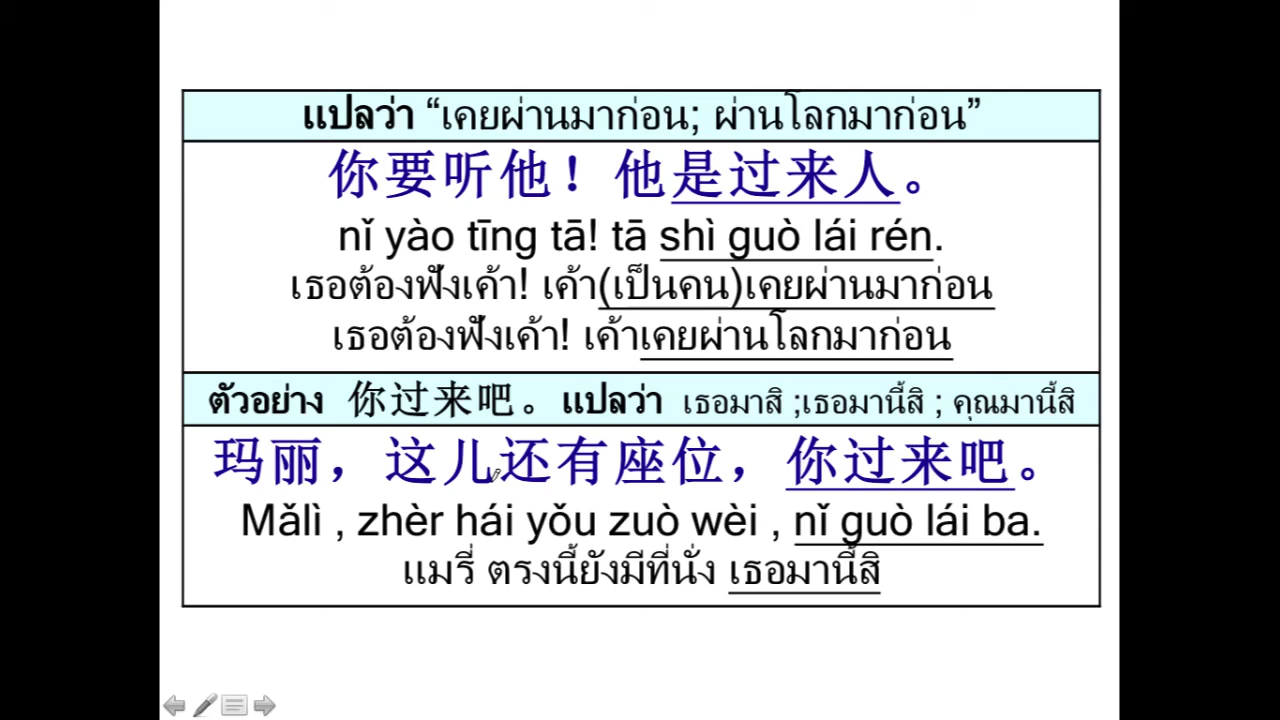 แปลว่า “เคยผ่านมาก่อน; ผ่านโลกมาก่อน”
你要听他！他是过来人。
nǐ yào tīng tā! tā shì guò lái rén.
เธอต้องฟังเค้า! เค้า(เป็นคน)เคยผ่านมาก่อน
เธอต้องฟังเค้า! เค้าเคยผ่านโลกมาก่อน
ตัวอย่าง 你过来吧。แปลว่า เธอมาสิ ;เธอมานี้สิ ; คุณมานี้สิ
玛丽，这儿还有座位，你过来吧。
Mǎlì , zhèr hái yǒu zuò wèi , nǐ guò lái ba.
แมรี่ ตรงนี้ยังมีที่นั่ง เธอมานี้สิ